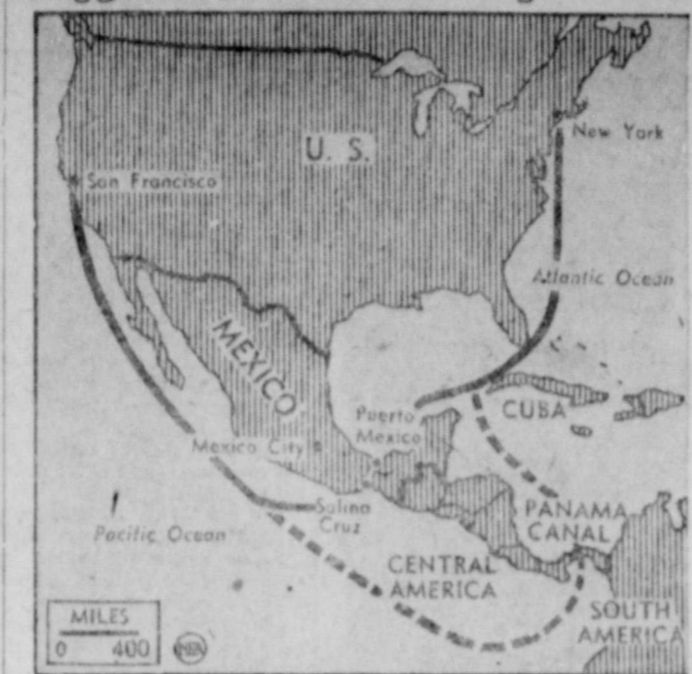 New York
U. S.
San Francisco
Atlantic Ocean
MEXICO
Puerto
Mexico
CUBA
Mexico City
Salina
Cruz
PANAMA
CANAL
Pacific Ocean
CENTRAL
AMERICA
SOUTH
AMERICA
MILES
0 400
NEA